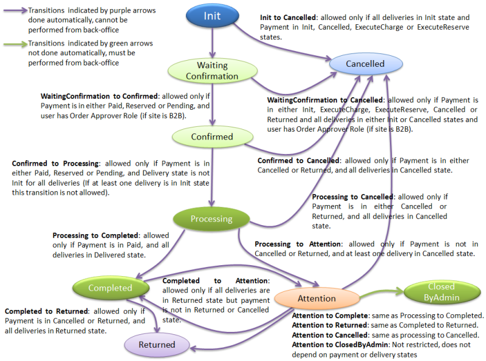 Transitions indicated by purple arrows
done automatically, cannot be
performed from back-office
Transitions indicated by green arrows
not done automatically, must be
performed from back-office
Init
Init to Cancelled: allowed only if all deliveries in Init state and
Payment in Init, Cancelled, ExecuteCharge or ExecuteReserve
states.
Waiting
Confirmation
Cancelled
WaitingConfirmation to Confirmed: allowed only if
Payment is in either Paid, Reserved or Pending, and
user has Order Approver Role (if site is B2B).
WaitingConfirmation to Cancelled: allowed only if Payment is
in either Init, ExecuteCharge, ExecuteReserve, Cancelled or
Returned and all deliveries in either Init or Cancelled states and
user has Order Approver Role (if site is B2B).
Confirmed
Confirmed to Processing: allowed only if Payment is in
either Paid, Reserved or Pending, and Delivery state is not
Init for all deliveries (if at least one delivery is in Init state
this transition is not allowed).
Confirmed to Cancelled: allowed only if Payment is in either
Cancelled or Returned, and all deliveries in Cancelled state.
Processing to Cancelled: allowed only if
Payment is in either Cancelled or
Returned, and all deliveries in Cancelled
state.
Processing
Processing to Completed: allowed
only if Payment is in Paid, and all
deliveries in Delivered state.
Processing to Attention: allowed only if Payment is not in
Cancelled or Returned, and at least one delivery in Cancelled state.
Completed
Completed to Attention:
allowed only if all deliveries are
in Returned state but payment
is not in Returned or Cancelled
state.
Attention
Closed
ByAdmin
Completed to Returned: allowed only if
Payment is in Cancelled or Returned, and
all deliveries in Returned state.
Returned
Attention to Complete: same as Processing to Completed.
Attention to Returned: same as Completed to Returned.
Attention to Cancelled: same as processing to Cancelled.
Attention to ClosedByAdmin: Not restricted, does not
depend on payment or delivery states